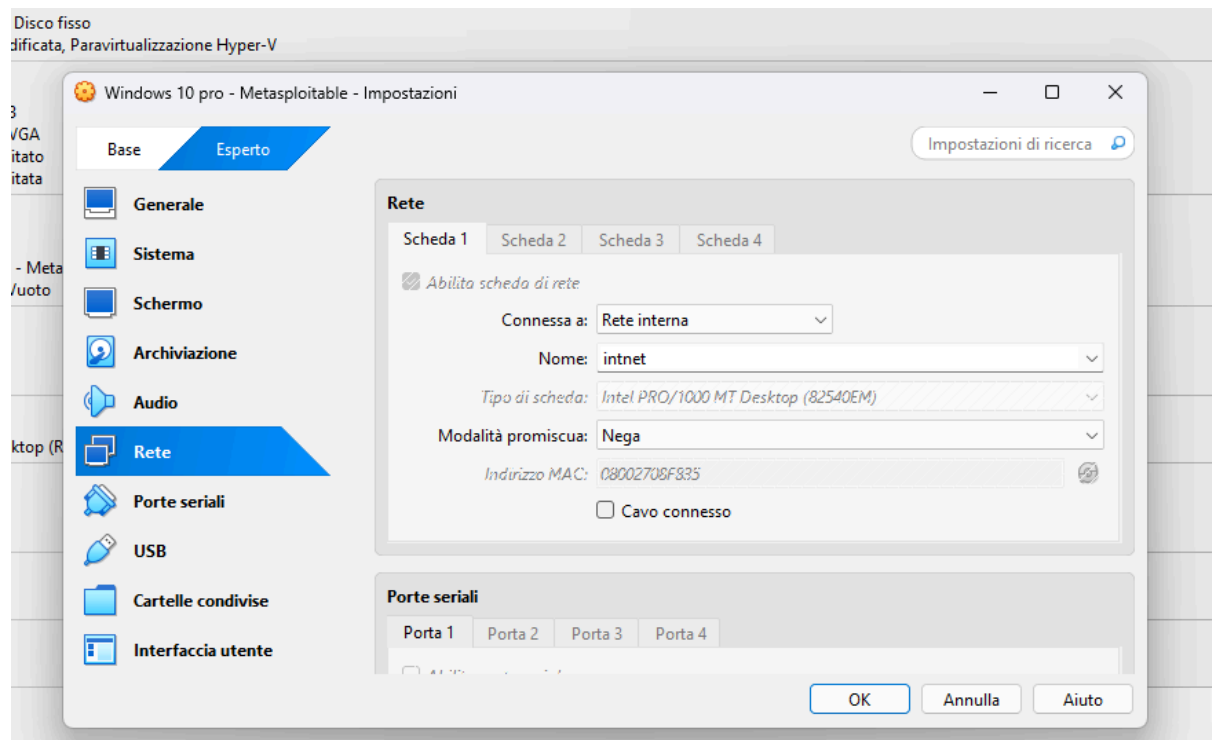 Disco fisso
dificata, Paravirtualizzazione Hyper-V
Windows 10 pro - Metasploitable - Impostazioni
Base
Esperto
Impostazioni di ricerca
VGA
itato
itata
- Meta
Vuoto
ktop (R
Generale
Sistema
Schermo
Archiviazione
Audio
Rete
Porte seriali
USB
Cartelle condivise
Interfaccia utente
Rete
Scheda 1
Scheda 2
Scheda 3
Scheda 4
Abilita scheda di rete
Connessa a: Rete interna
Nome: intnet
Tipo di scheda: Intel PRO/1000 MT Desktop (82540EM)
Modalità promiscua: Nega
Indirizzo MAC: 08002708F835
Cavo connesso
Porte seriali
Porta 1
Porta 2
Porta 3
Porta 4
OK
Annulla
Aiuto